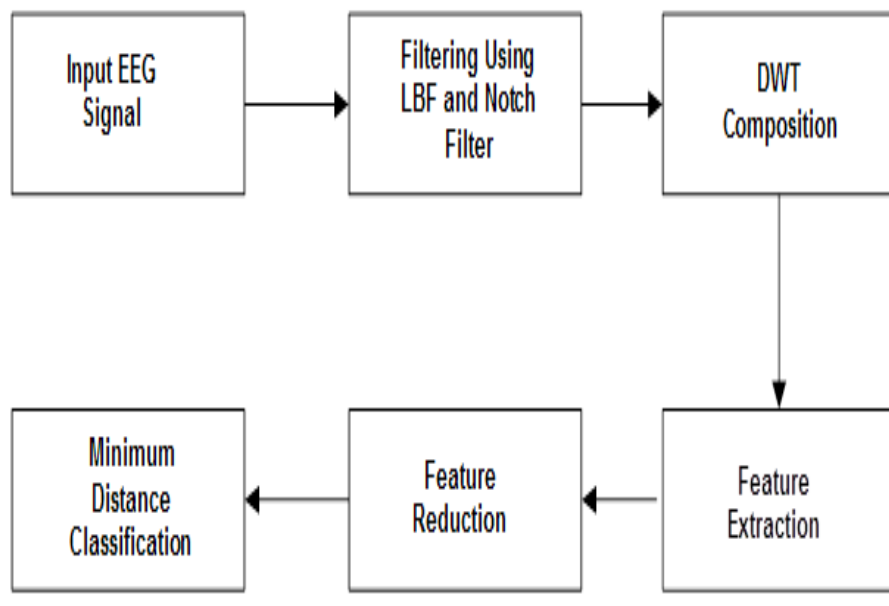 Input EEG
Signal
Filtering Using
LBF and Notch
Filter
DWT
Composition
Feature
Extraction
Feature
Reduction
Minimum
Distance
Classification